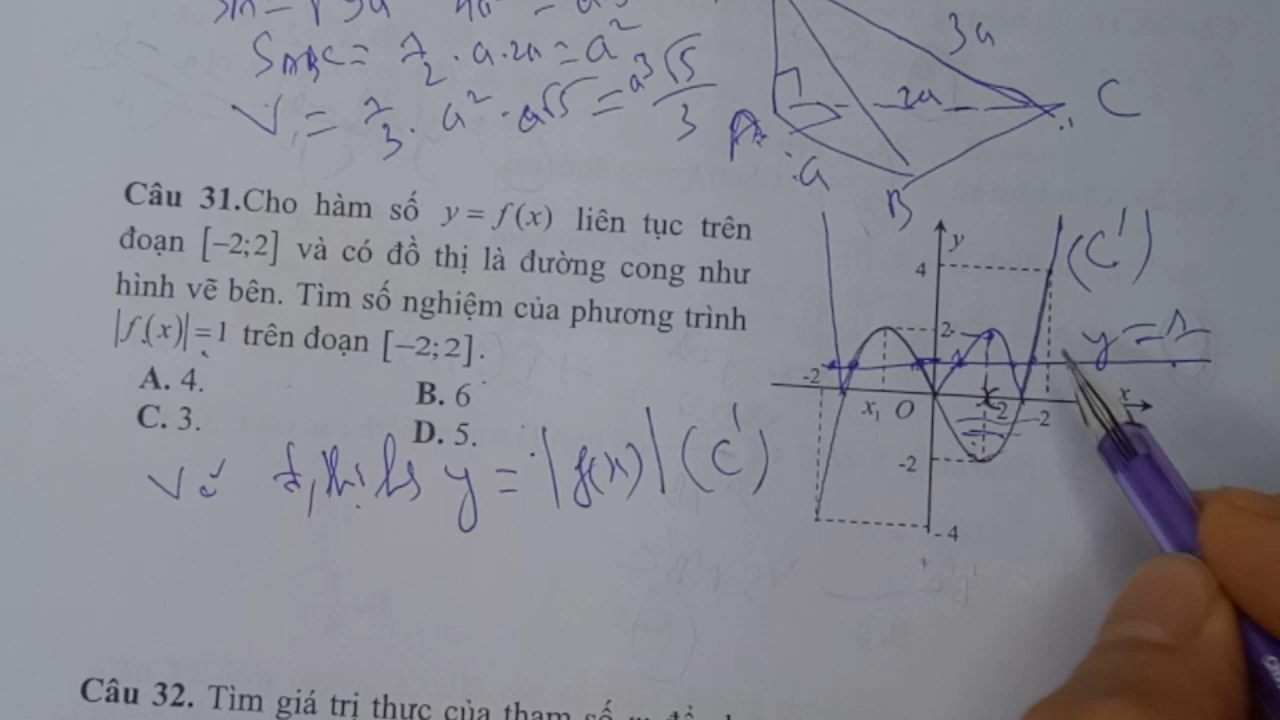 S_ABC = 1/2 . a . 2a = a²
V = 1/3 . a² . a√5 = a³√5/3
3a
2a
C
A
a
B
Câu 31.Cho hàm số y = f(x) liên tục trên
đoạn [−2;2] và có đồ thị là đường cong như
hình vẽ bên. Tìm số nghiệm của phương trình
|f(x)| = 1 trên đoạn [−2;2].
A. 4.
B. 6
C. 3.
D. 5.
y = |f(x)| (C')
y
(C')
4
2
y = 1
-2
x₁
O
x₂
2
x
-2
-4
Câu 32. Tìm giá trị thực của tham số